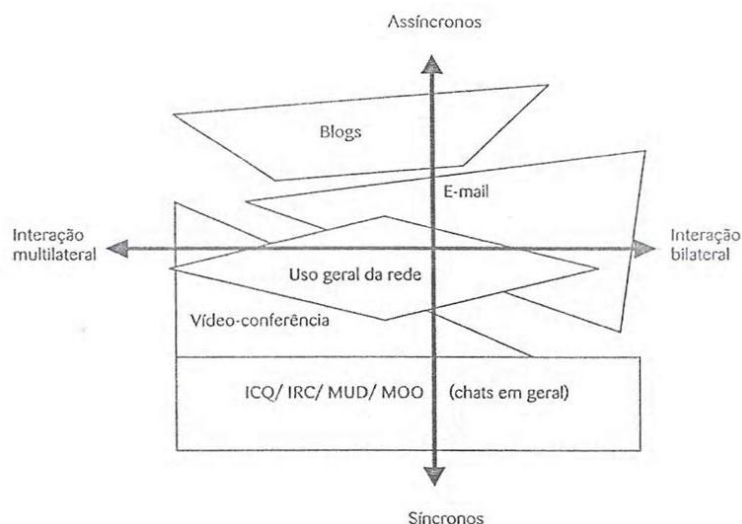 Assíncronos
Blogs
E-mail
Interação
multilateral
Interação
bilateral
Uso geral da rede
Vídeo-conferência
ICQ/ IRC/ MUD/ MOO (chats em geral)
Síncronos